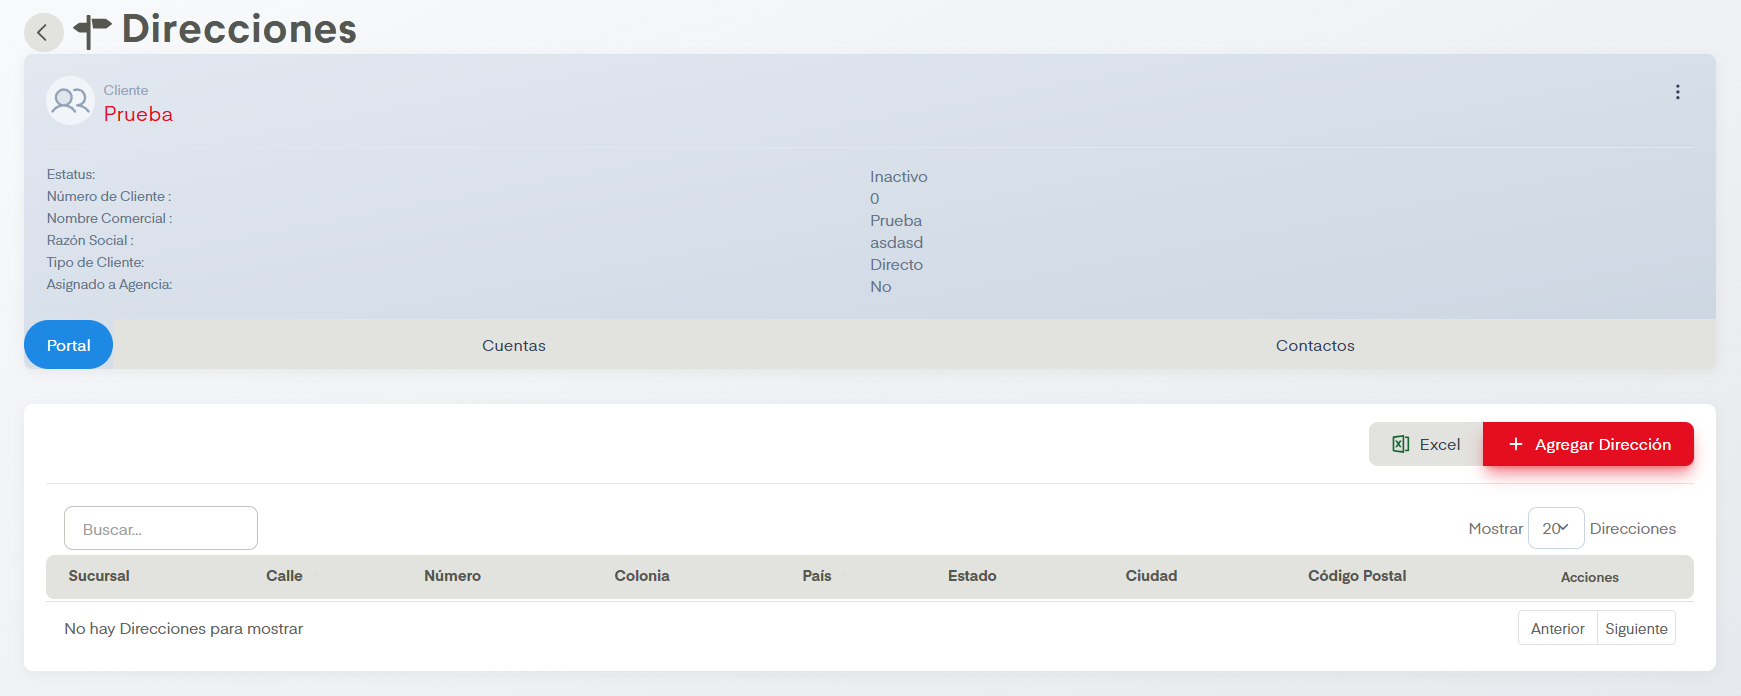 Direcciones
Cliente
Prueba
Estatus: Inactivo
Número de Cliente : 0
Nombre Comercial : Prueba
Razón Social : asdasd
Tipo de Cliente: Directo
Asignado a Agencia: No
Portal Cuentas Contactos
Excel + Agregar Dirección
Buscar... Mostrar 20 Direcciones
Sucursal Calle Número Colonia País Estado Ciudad Código Postal Acciones
No hay Direcciones para mostrar Anterior Siguiente